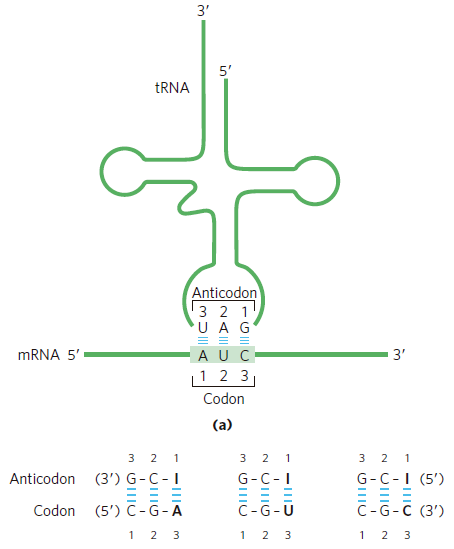 3′
5′
tRNA
Anticodon
3 2 1
U A G
mRNA 5′ A U C 3′
1 2 3
Codon
(a)
3 2 1 3 2 1 3 2 1
Anticodon (3′) G-C-I G-C-I G-C-I (5′)
Codon (5′) C-G-A C-G-U C-G-C (3′)
1 2 3 1 2 3 1 2 3